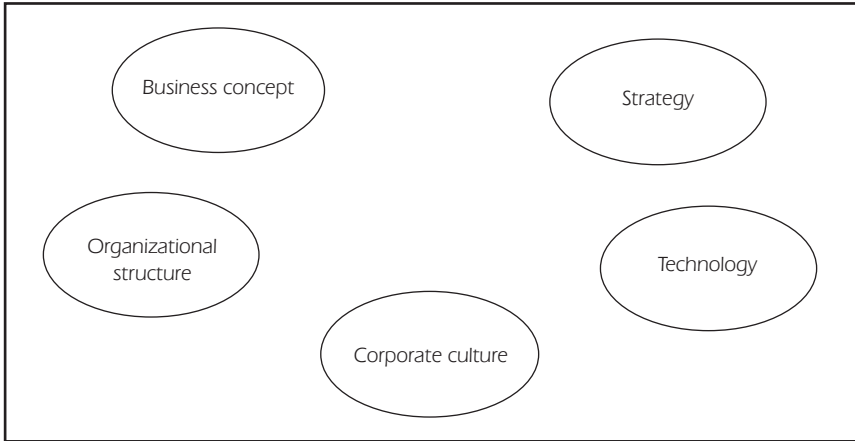 Business concept
Strategy
Organizational
structure
Technology
Corporate culture